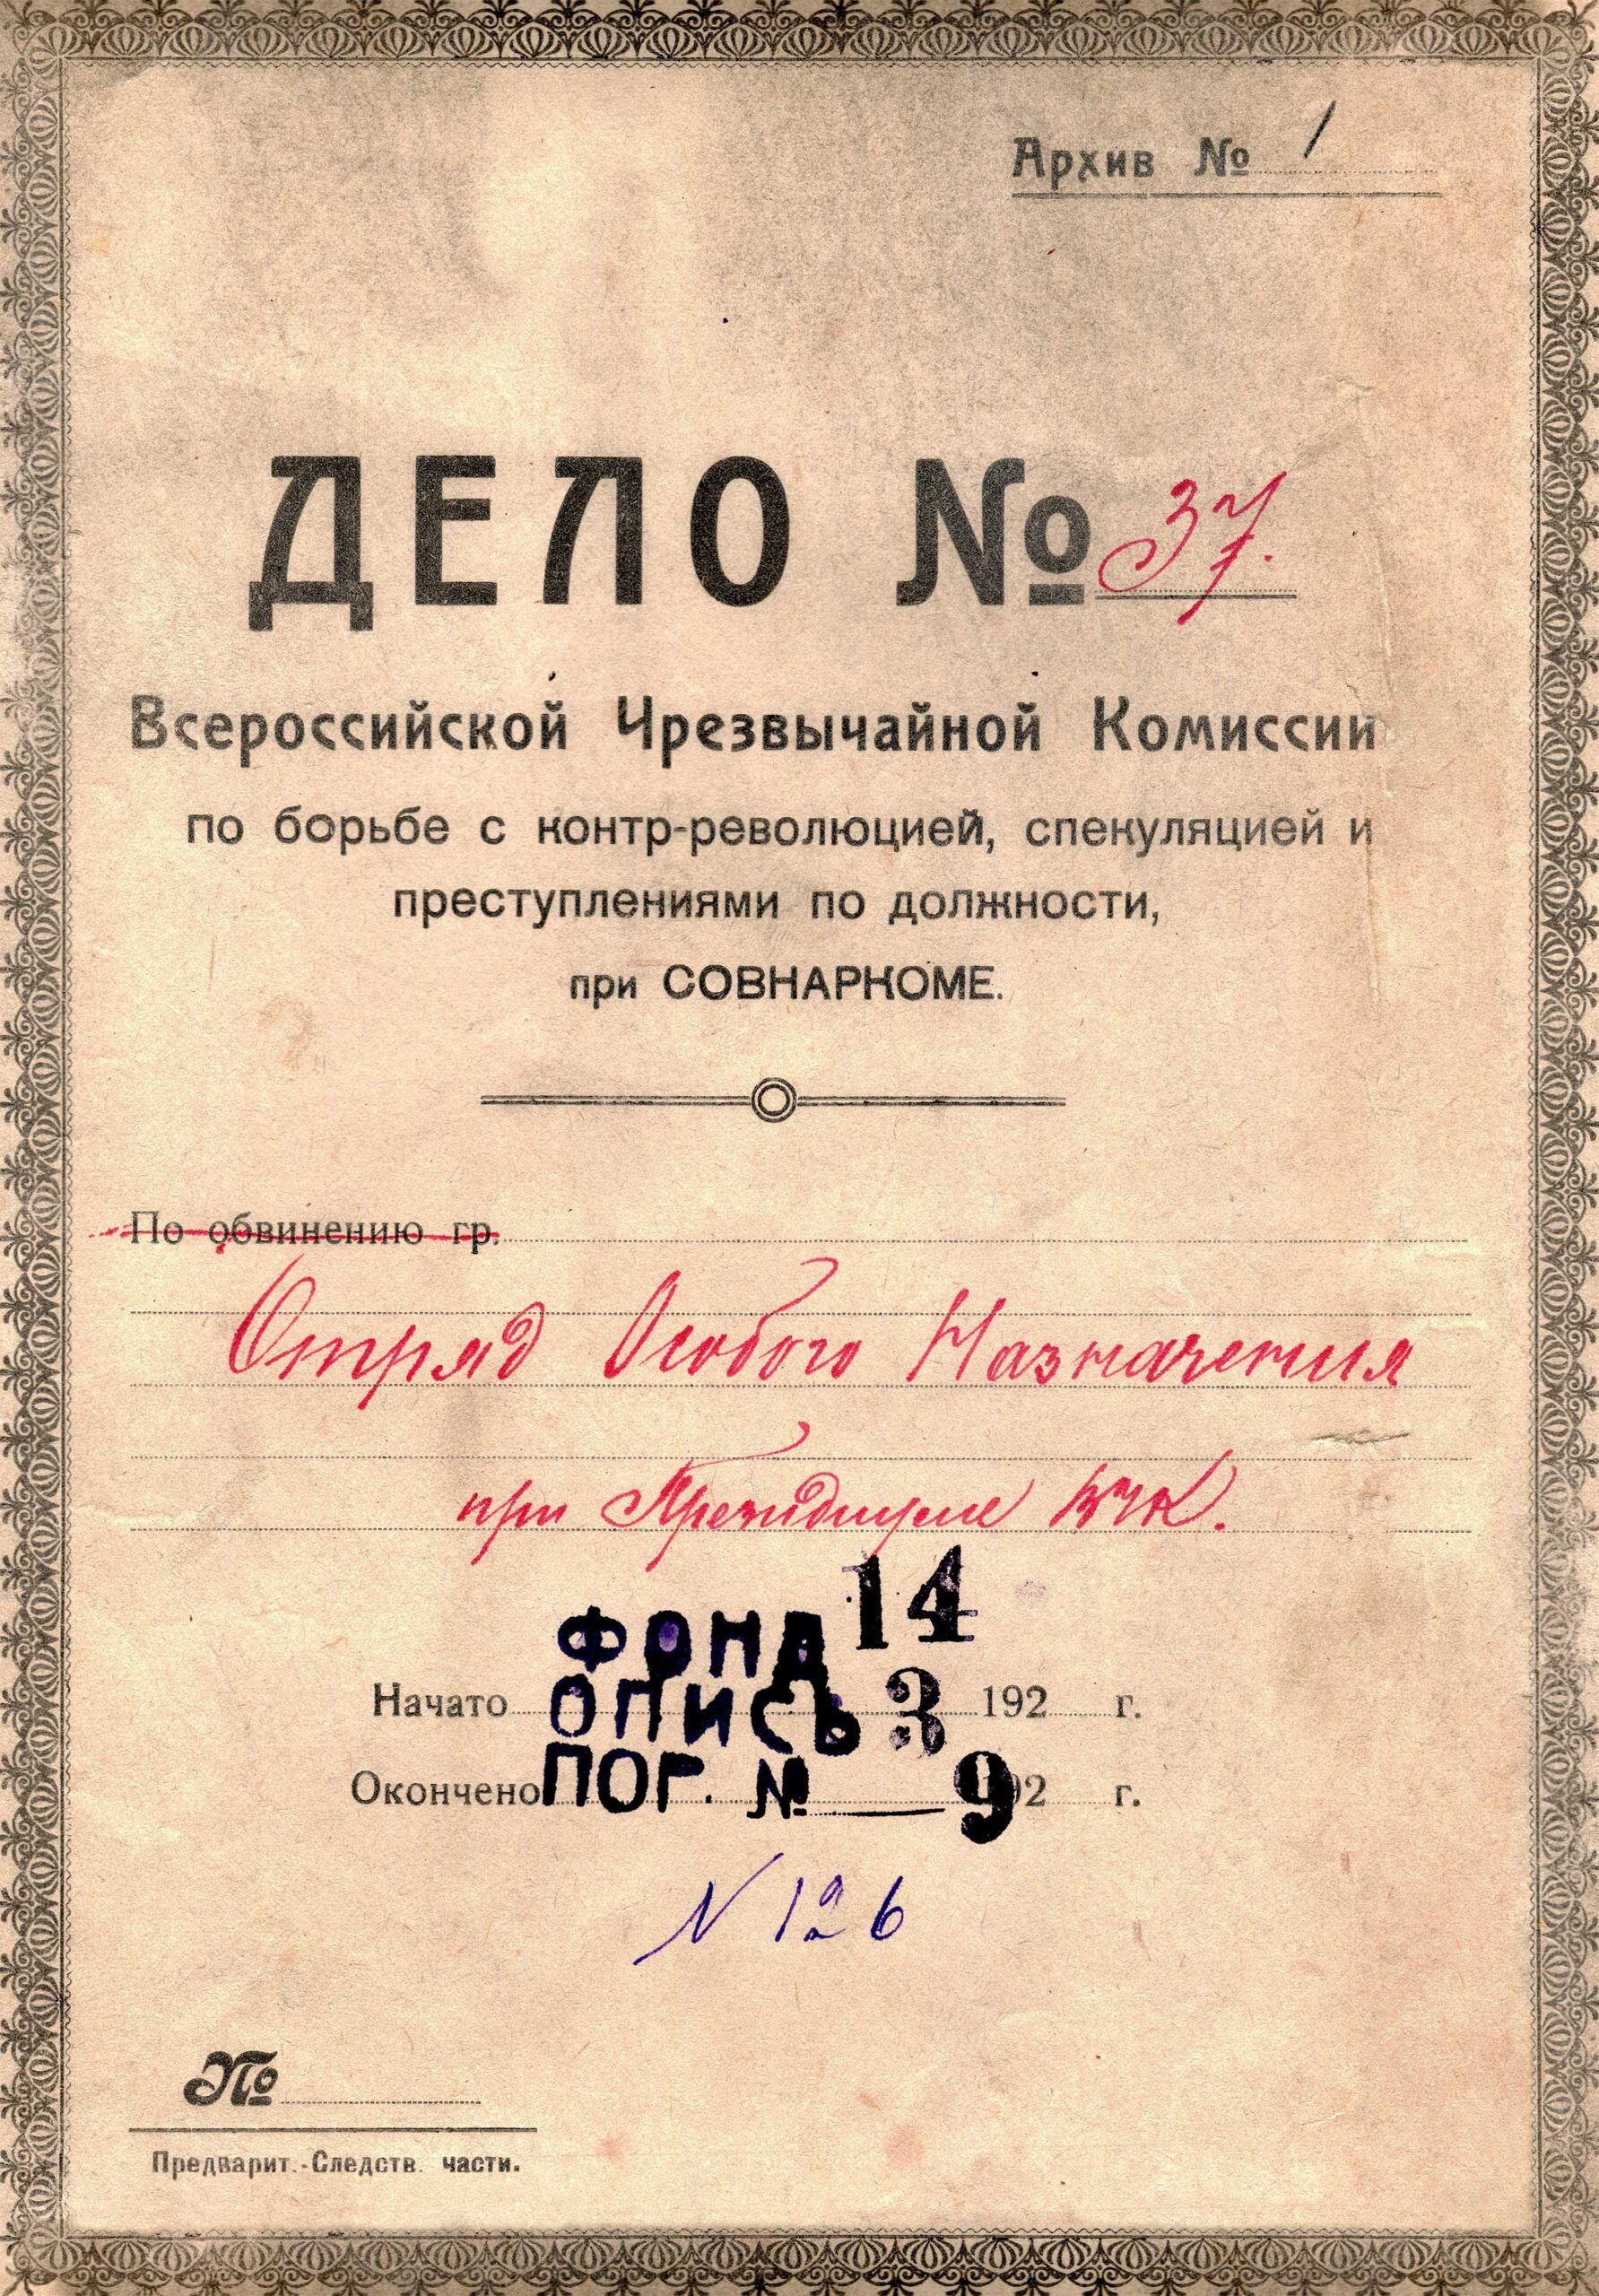 Архив № 1
ДЕЛО № 37.
Всероссийской Чрезвычайной Комиссии
по борьбе с контр-революцией, спекуляцией и
преступлениями по должности,
при СОВНАРКОМЕ.
По обвинению гр.
Отряд Особого Назначения
при Президиуме ВЧК.
ФОНД 14
Начато ОПИСЬ 3 192 г.
Окончено ПОГ. № 9 192 г.
N 126
№
Предварит.-Следств. части.